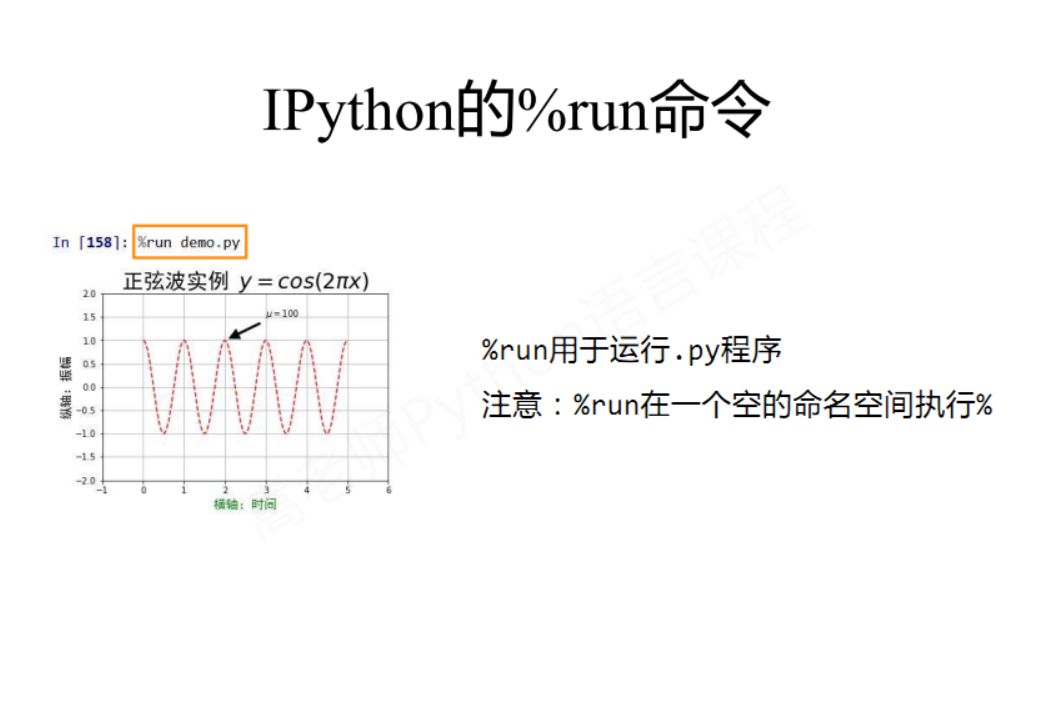 IPython的%run命令
In [158]: %run demo.py
正弦波实例 y = cos(2πx)
2.0
1.5
1.0
0.5
0.0
−0.5
−1.0
−1.5
−2.0
μ = 100
纵轴：振幅
−1 0 1 2 3 4 5 6
横轴：时间
%run用于运行.py程序
注意：%run在一个空的命名空间执行%
嵩老师Python语言课程